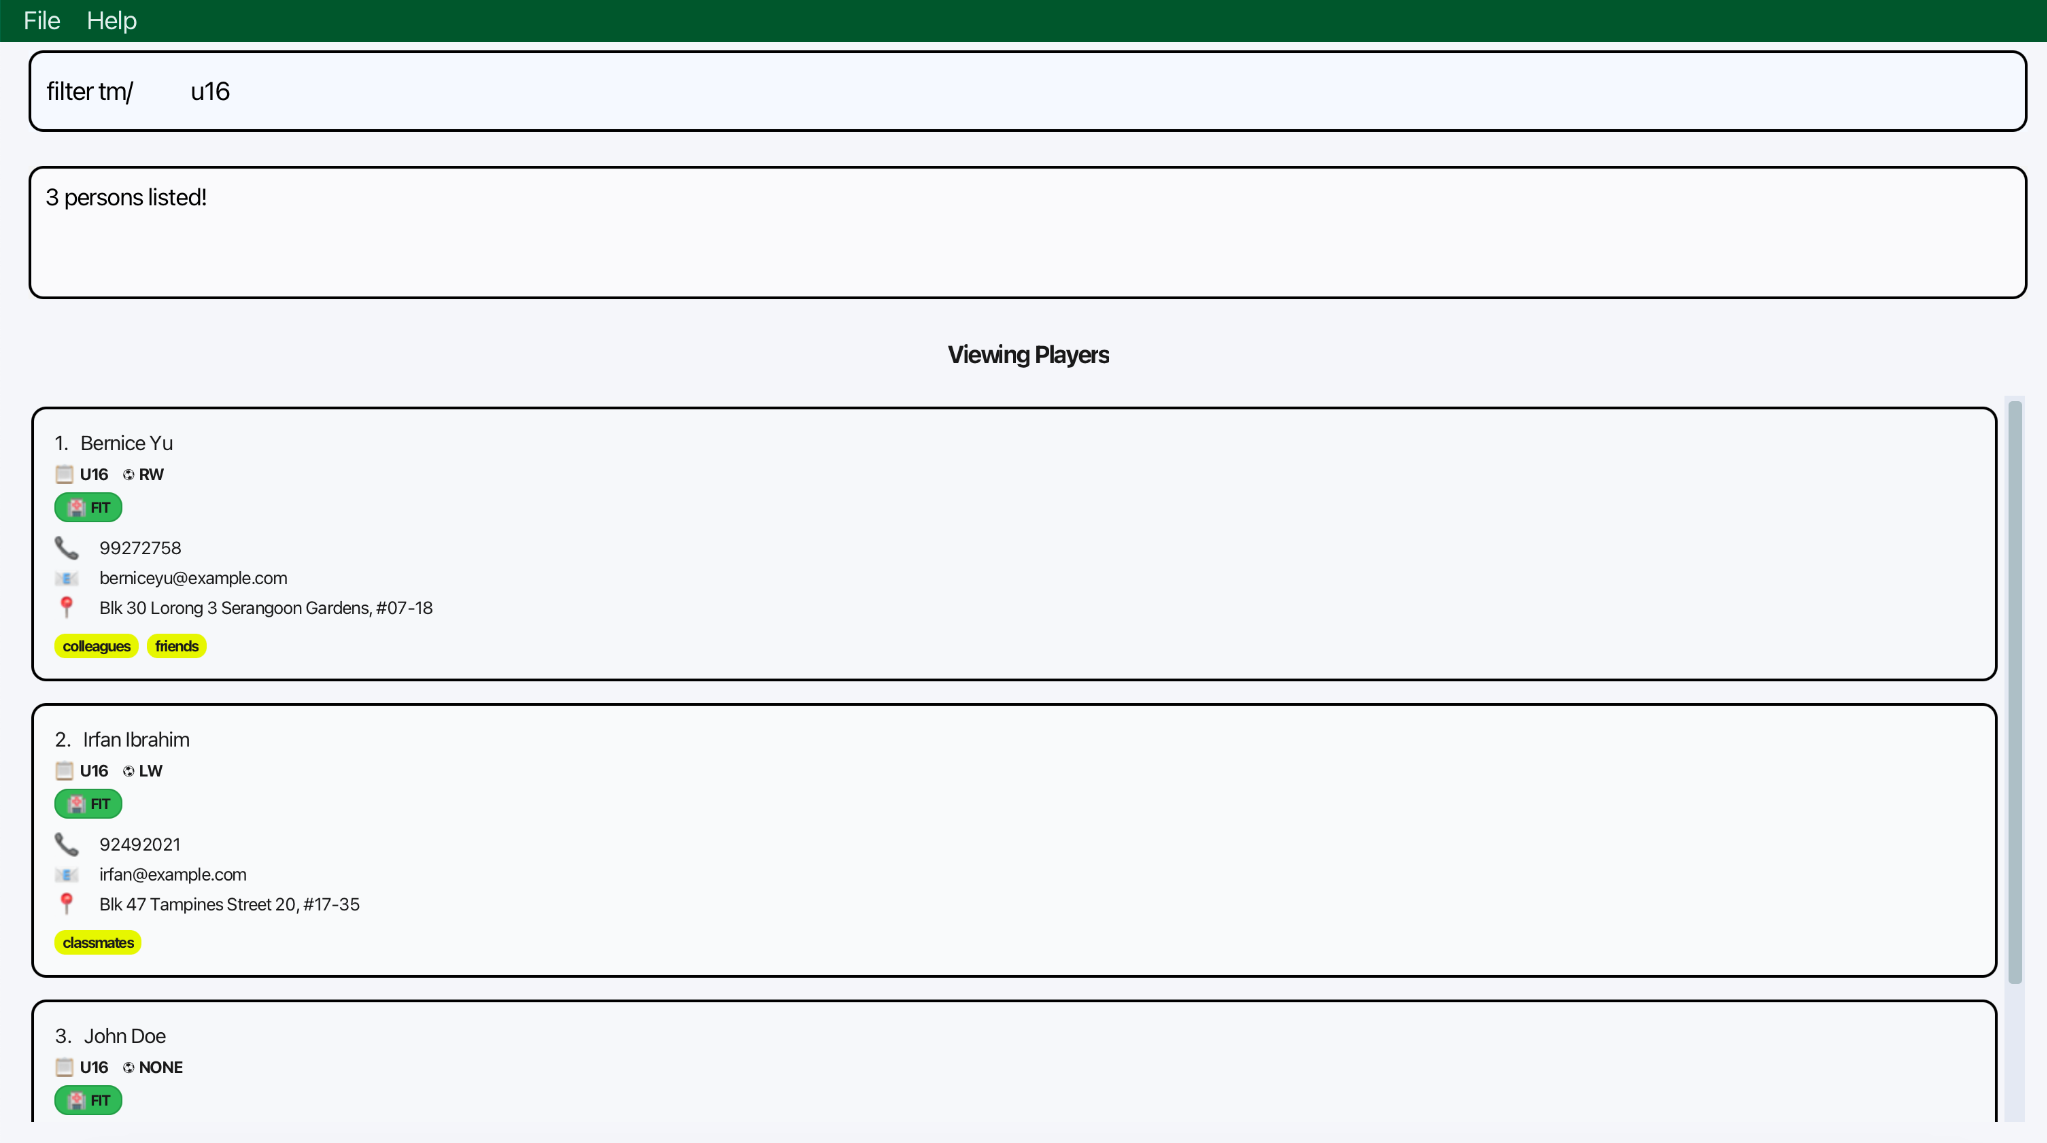 File Help
filter tm/        u16
3 persons listed!
Viewing Players
1. Bernice Yu
U16 RW
FIT
99272758
berniceyu@example.com
Blk 30 Lorong 3 Serangoon Gardens, #07-18
colleagues friends
2. Irfan Ibrahim
U16 LW
FIT
92492021
irfan@example.com
Blk 47 Tampines Street 20, #17-35
classmates
3. John Doe
U16 NONE
FIT